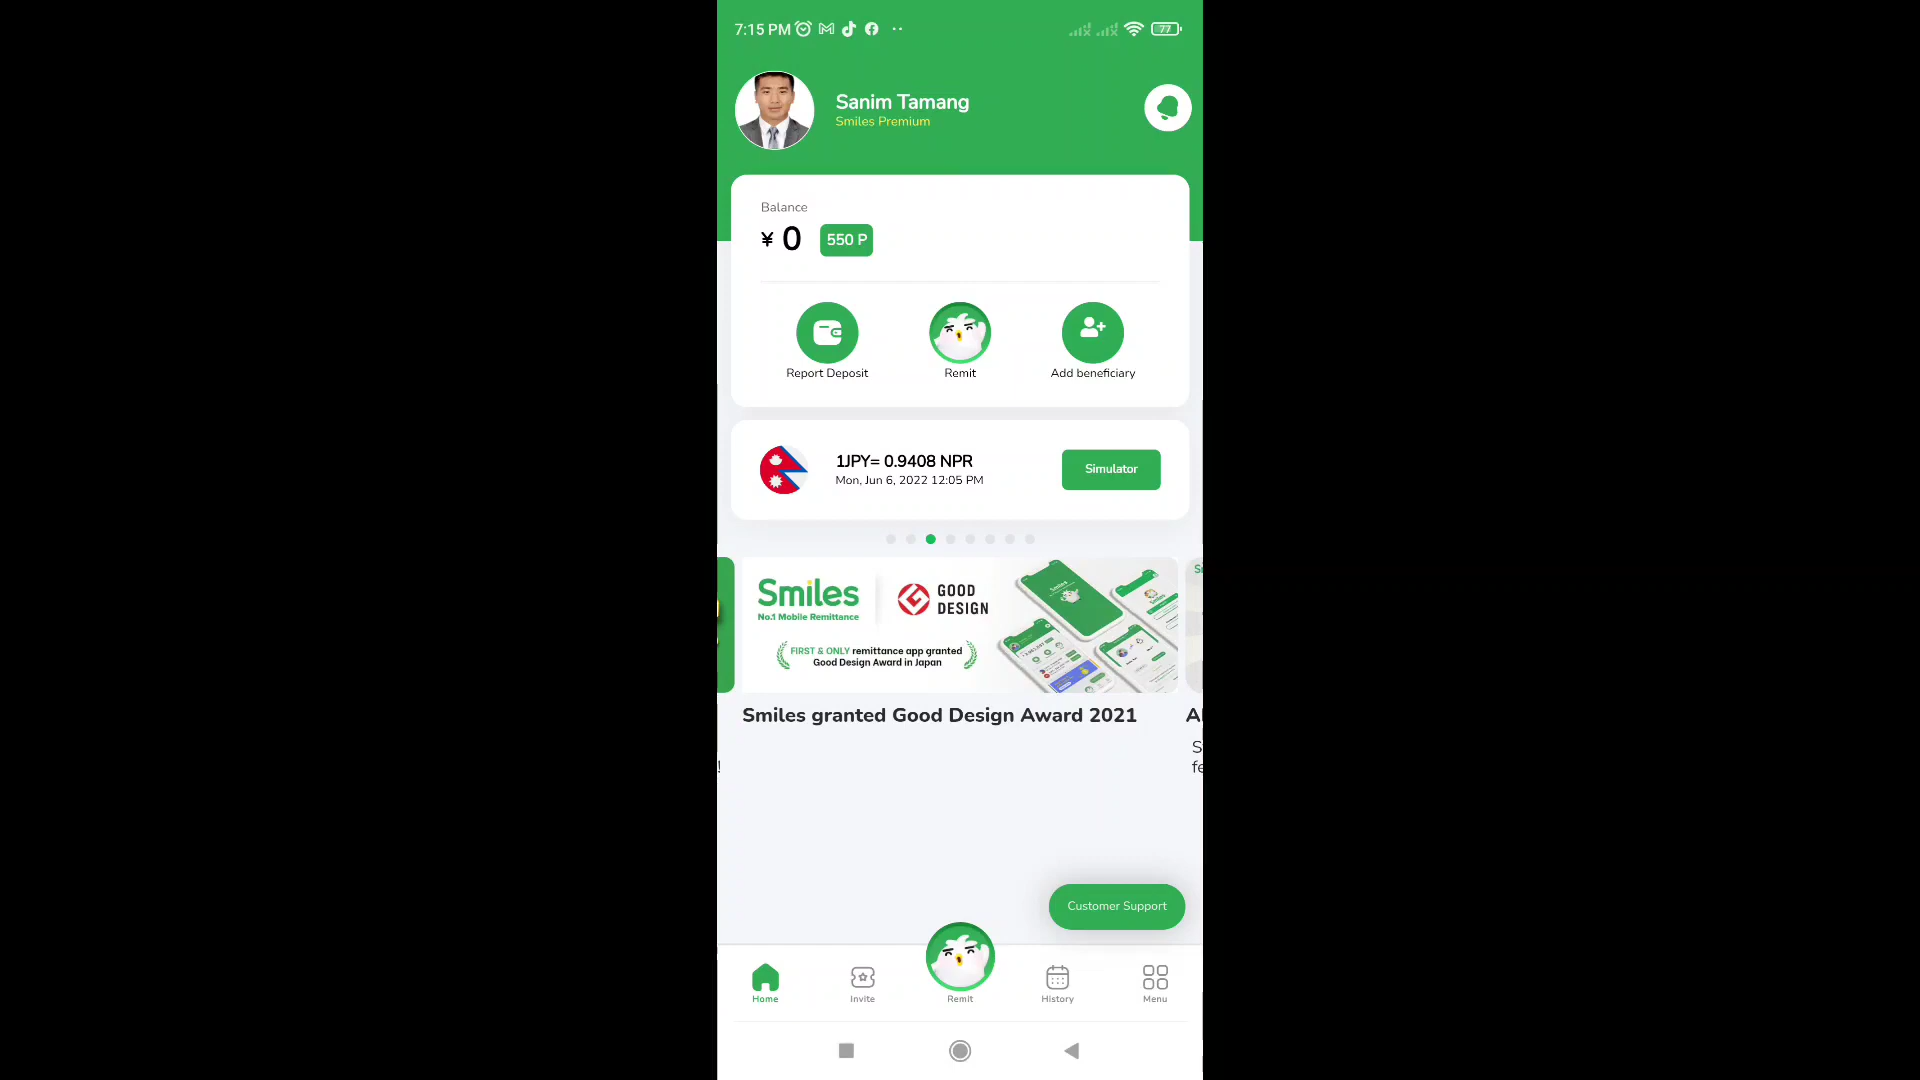 7:15 PM
77
Sanim Tamang
Smiles Premium
Balance
¥ 0 550 P
Report Deposit
Remit
Add beneficiary
1JPY= 0.9408 NPR
Mon, Jun 6, 2022 12:05 PM
Simulator
Smiles
No.1 Mobile Remittance
GOOD
DESIGN
FIRST & ONLY remittance app granted
Good Design Award in Japan
Smiles granted Good Design Award 2021
!
Customer Support
Home
Invite
Remit
History
Menu